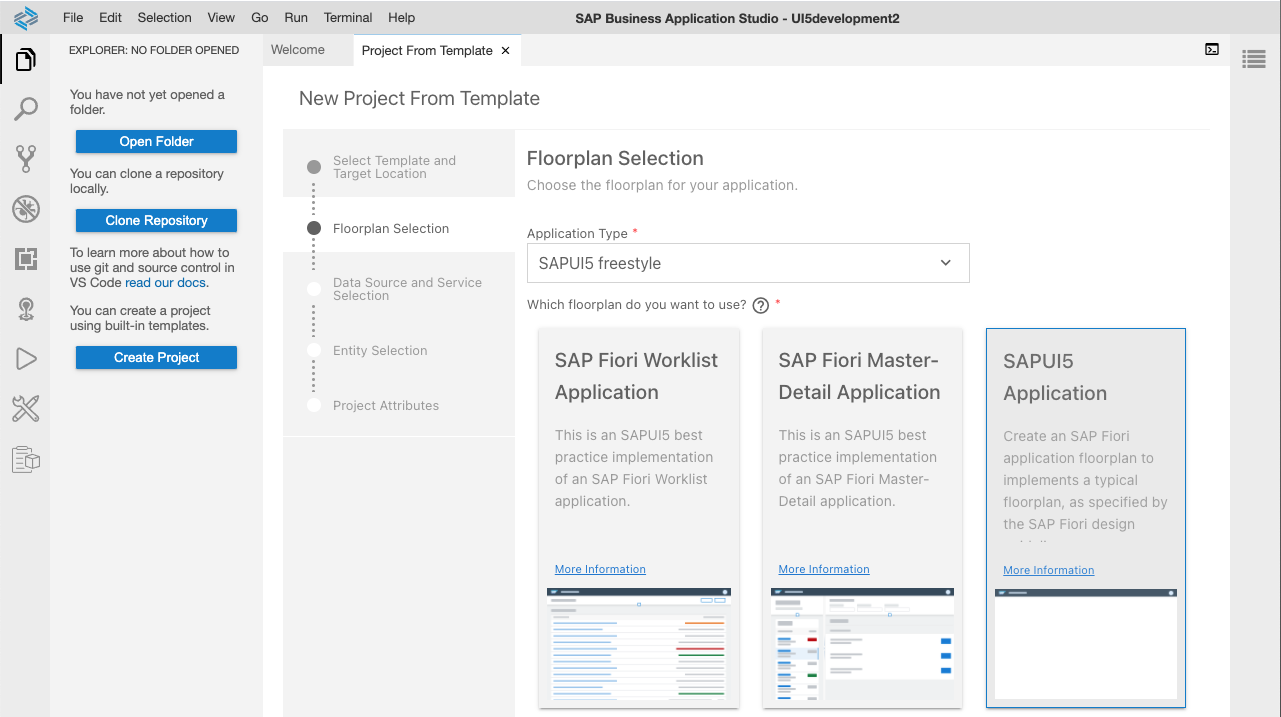 File Edit Selection View Go Run Terminal Help
SAP Business Application Studio - UI5development2
EXPLORER: NO FOLDER OPENED
You have not yet opened a
folder.
Open Folder
You can clone a repository
locally.
Clone Repository
To learn more about how to
use git and source control in
VS Code read our docs.
You can create a project
using built-in templates.
Create Project
Welcome
Project From Template ×
New Project From Template
Select Template and
Target Location
Floorplan Selection
Data Source and Service
Selection
Entity Selection
Project Attributes
Floorplan Selection
Choose the floorplan for your application.
Application Type *
SAPUI5 freestyle
Which floorplan do you want to use? ? *
SAP Fiori Worklist
Application
This is an SAPUI5 best
practice implementation
of an SAP Fiori Worklist
application.
More Information
SAP Fiori Master-
Detail Application
This is an SAPUI5 best
practice implementation
of an SAP Fiori Master-
Detail application.
More Information
SAPUI5
Application
Create an SAP Fiori
application floorplan to
implements a typical
floorplan, as specified by
the SAP Fiori design
More Information